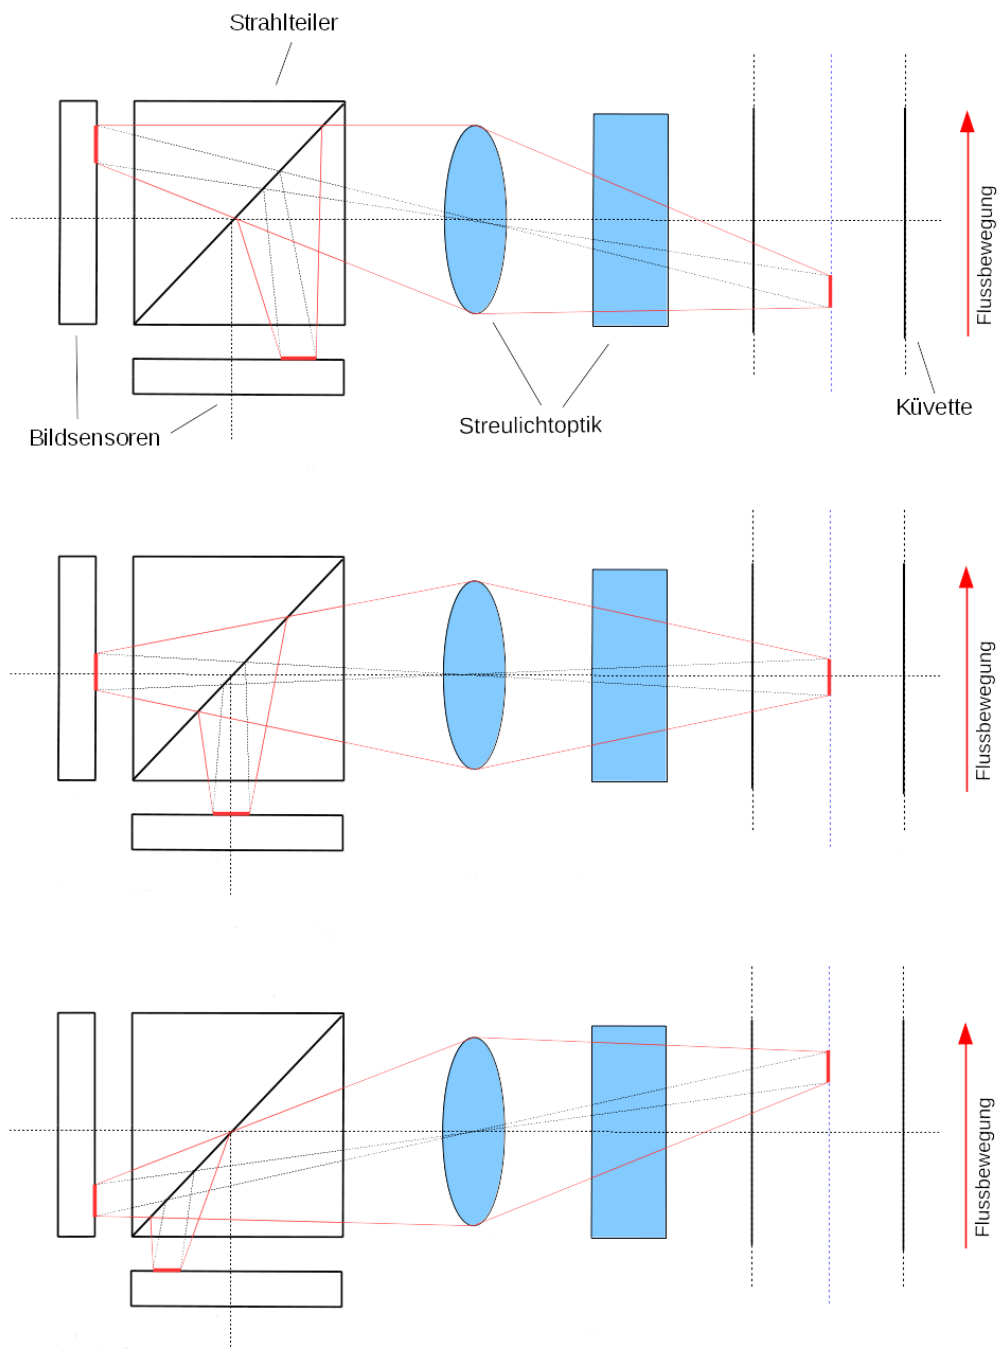 Strahlteiler
Flussbewegung
Küvette
Streulichtoptik
Bildsensoren
Flussbewegung
Flussbewegung